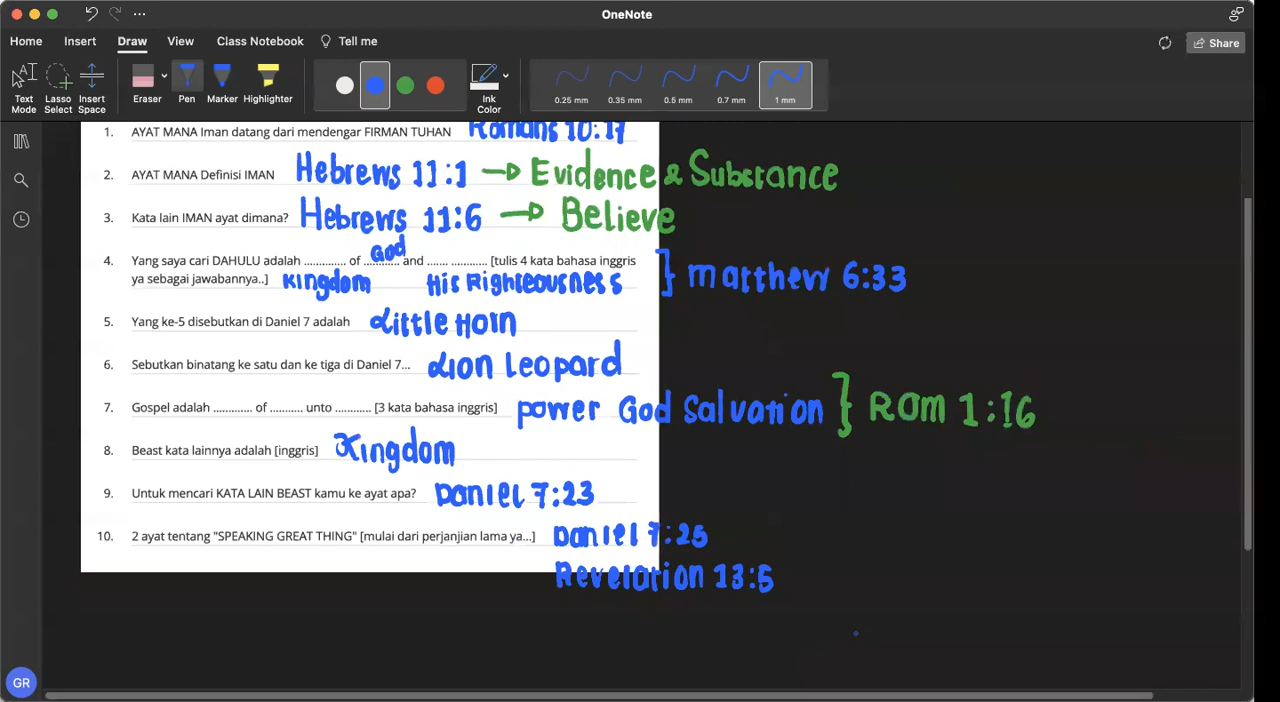 OneNote
Home Insert Draw View Class Notebook Tell me
Share
Text Mode
Lasso Select
Insert Space
Eraser
Pen
Marker
Highlighter
Ink Color
0.25 mm 0.35 mm 0.5 mm 0.7 mm 1 mm
1. AYAT MANA Iman datang dari mendengar FIRMAN TUHAN Romans 10:17
2. AYAT MANA Definisi IMAN Hebrews 11:1 → Evidence & Substance
3. Kata lain IMAN ayat dimana? Hebrews 11:6 → Believe
God
4. Yang saya cari DAHULU adalah ............. of ........... and ...... ........... [tulis 4 kata bahasa inggris
ya sebagai jawabannya..] Kingdom His Righteousness } Matthew 6:33
5. Yang ke-5 disebutkan di Daniel 7 adalah Little Horn
6. Sebutkan binatang ke satu dan ke tiga di Daniel 7... Lion Leopard
7. Gospel adalah ............ of .......... unto ........... [3 kata bahasa inggris] power God Salvation } Rom 1:16
8. Beast kata lainnya adalah [inggris] Kingdom
9. Untuk mencari KATA LAIN BEAST kamu ke ayat apa? Daniel 7:23
10. 2 ayat tentang "SPEAKING GREAT THING" [mulai dari perjanjian lama ya...] Daniel 7:25
Revelation 13:5
GR